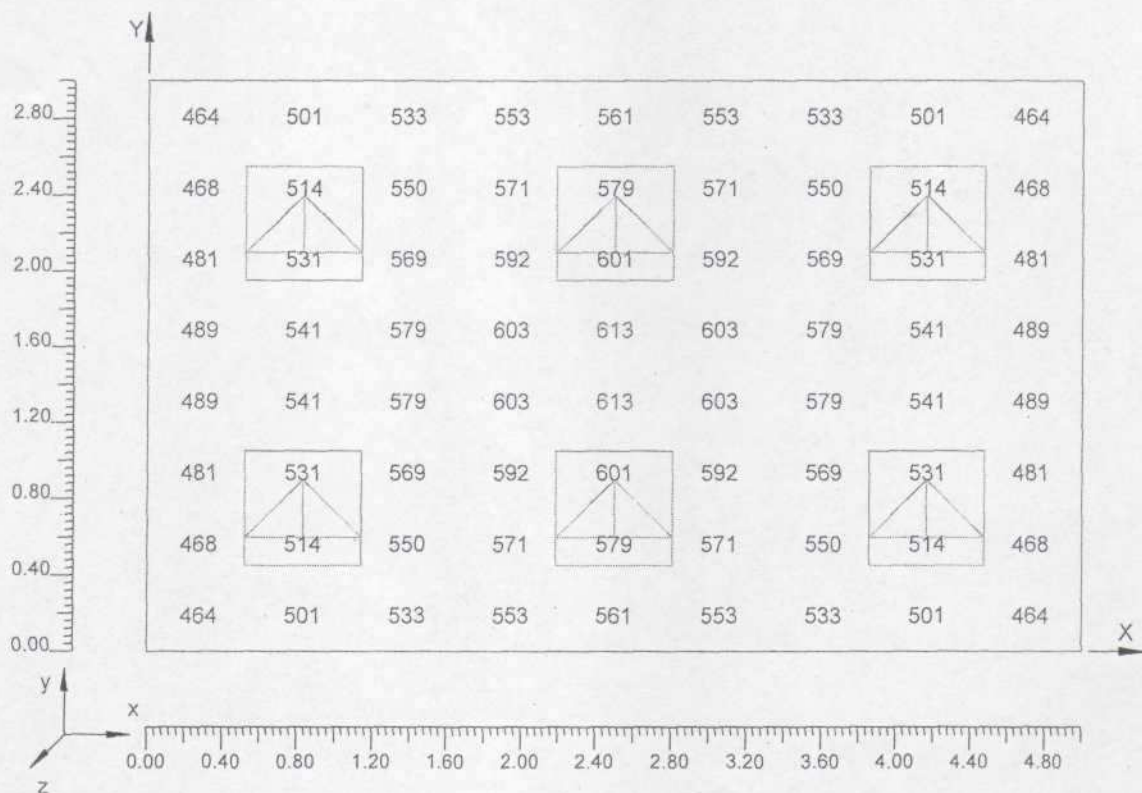 Y
2.80 464 501 533 553 561 553 533 501 464
2.40 468 514 550 571 579 571 550 514 468
2.00 481 531 569 592 601 592 569 531 481
1.60 489 541 579 603 613 603 579 541 489
1.20 489 541 579 603 613 603 579 541 489
0.80 481 531 569 592 601 592 569 531 481
0.40 468 514 550 571 579 571 550 514 468
0.00 464 501 533 553 561 553 533 501 464
X
y
x
z
0.00 0.40 0.80 1.20 1.60 2.00 2.40 2.80 3.20 3.60 4.00 4.40 4.80